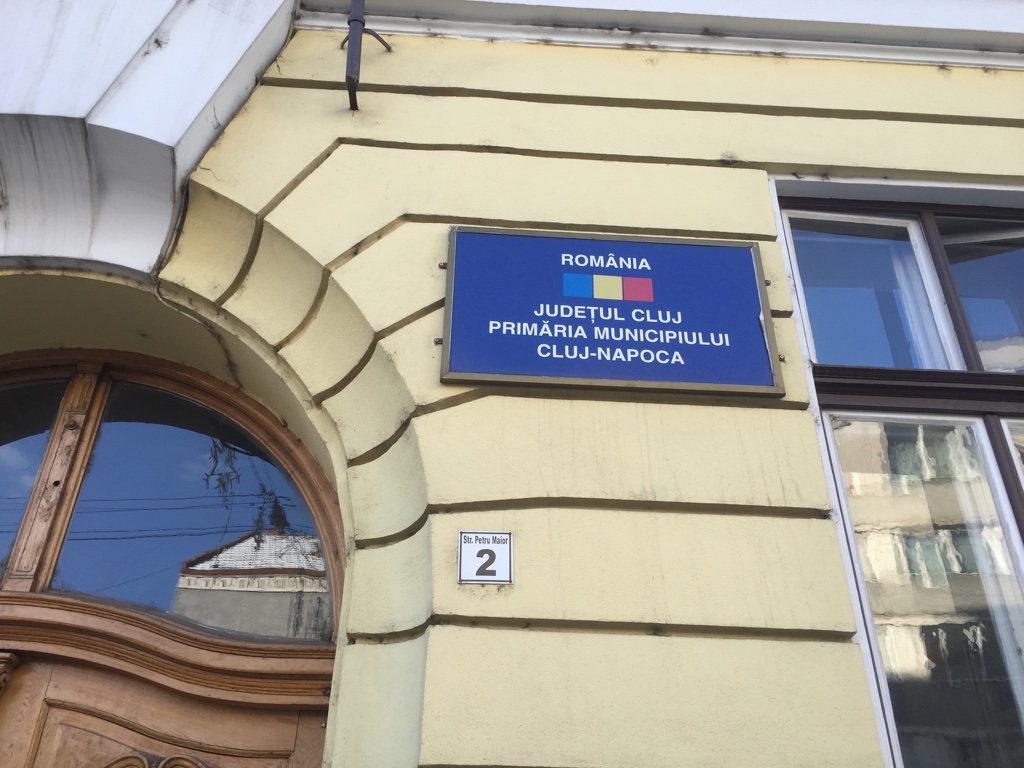 ROMÂNIA
JUDEȚUL CLUJ
PRIMĂRIA MUNICIPIULUI
CLUJ-NAPOCA
Str. Petru Maior
2